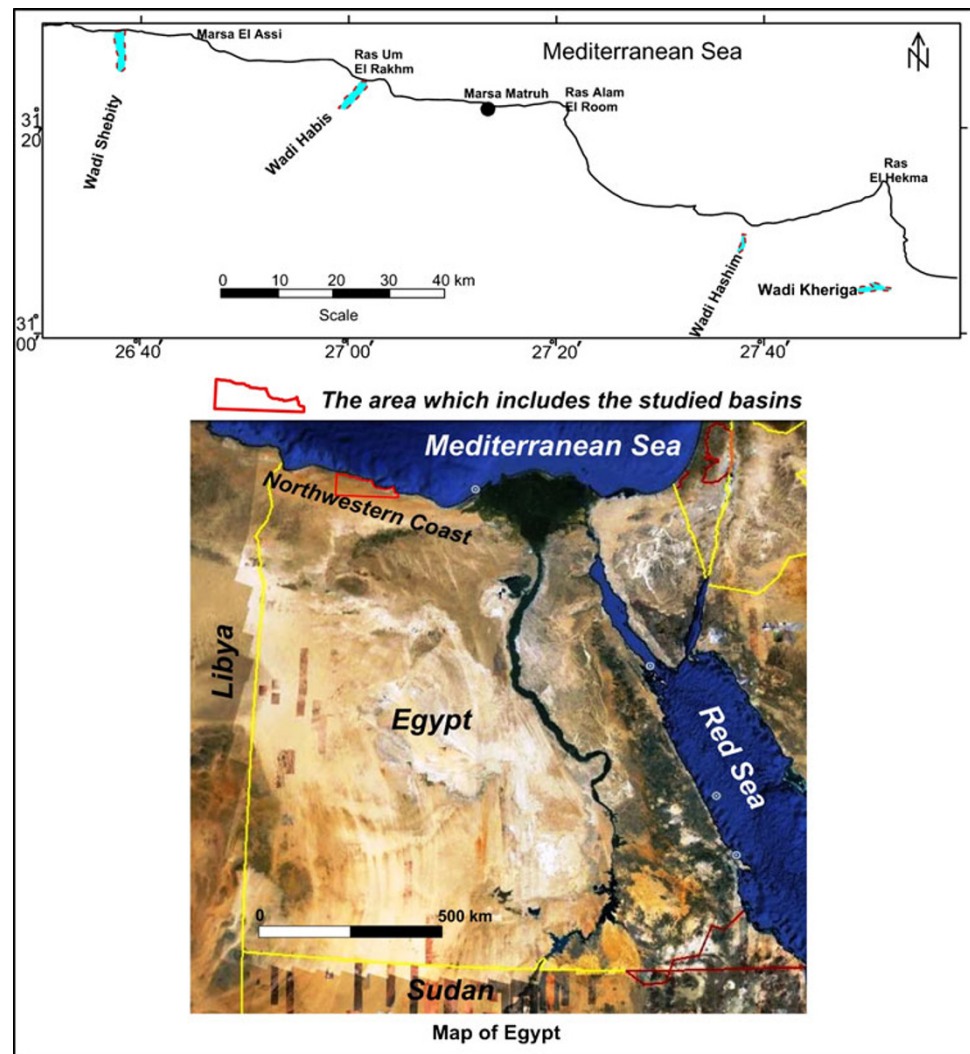 Marsa El Assi
Mediterranean Sea
N
Ras Um
El Rakhm
Marsa Matruh
Ras Alam
El Room
31°
20'
Wadi Shebity
Wadi Habis
Ras
El Hekma
Wadi Hashim
Wadi Kheriga
0 10 20 30 40 km
Scale
31°
00'
26°40'
27°00'
27°20'
27°40'
The area which includes the studied basins
Mediterranean Sea
Northwestern Coast
Libya
Egypt
Red Sea
0 500 km
Sudan
Map of Egypt